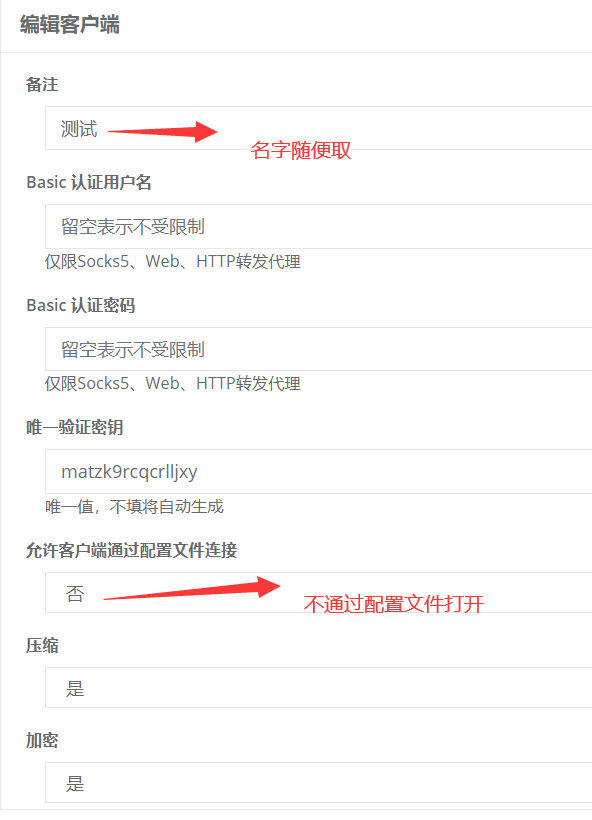 编辑客户端
备注
测试
名字随便取
Basic 认证用户名
留空表示不受限制
仅限Socks5、Web、HTTP转发代理
Basic 认证密码
留空表示不受限制
仅限Socks5、Web、HTTP转发代理
唯一验证密钥
matzk9rcqcrlljxy
唯一值，不填将自动生成
允许客户端通过配置文件连接
否
不通过配置文件打开
压缩
是
加密
是